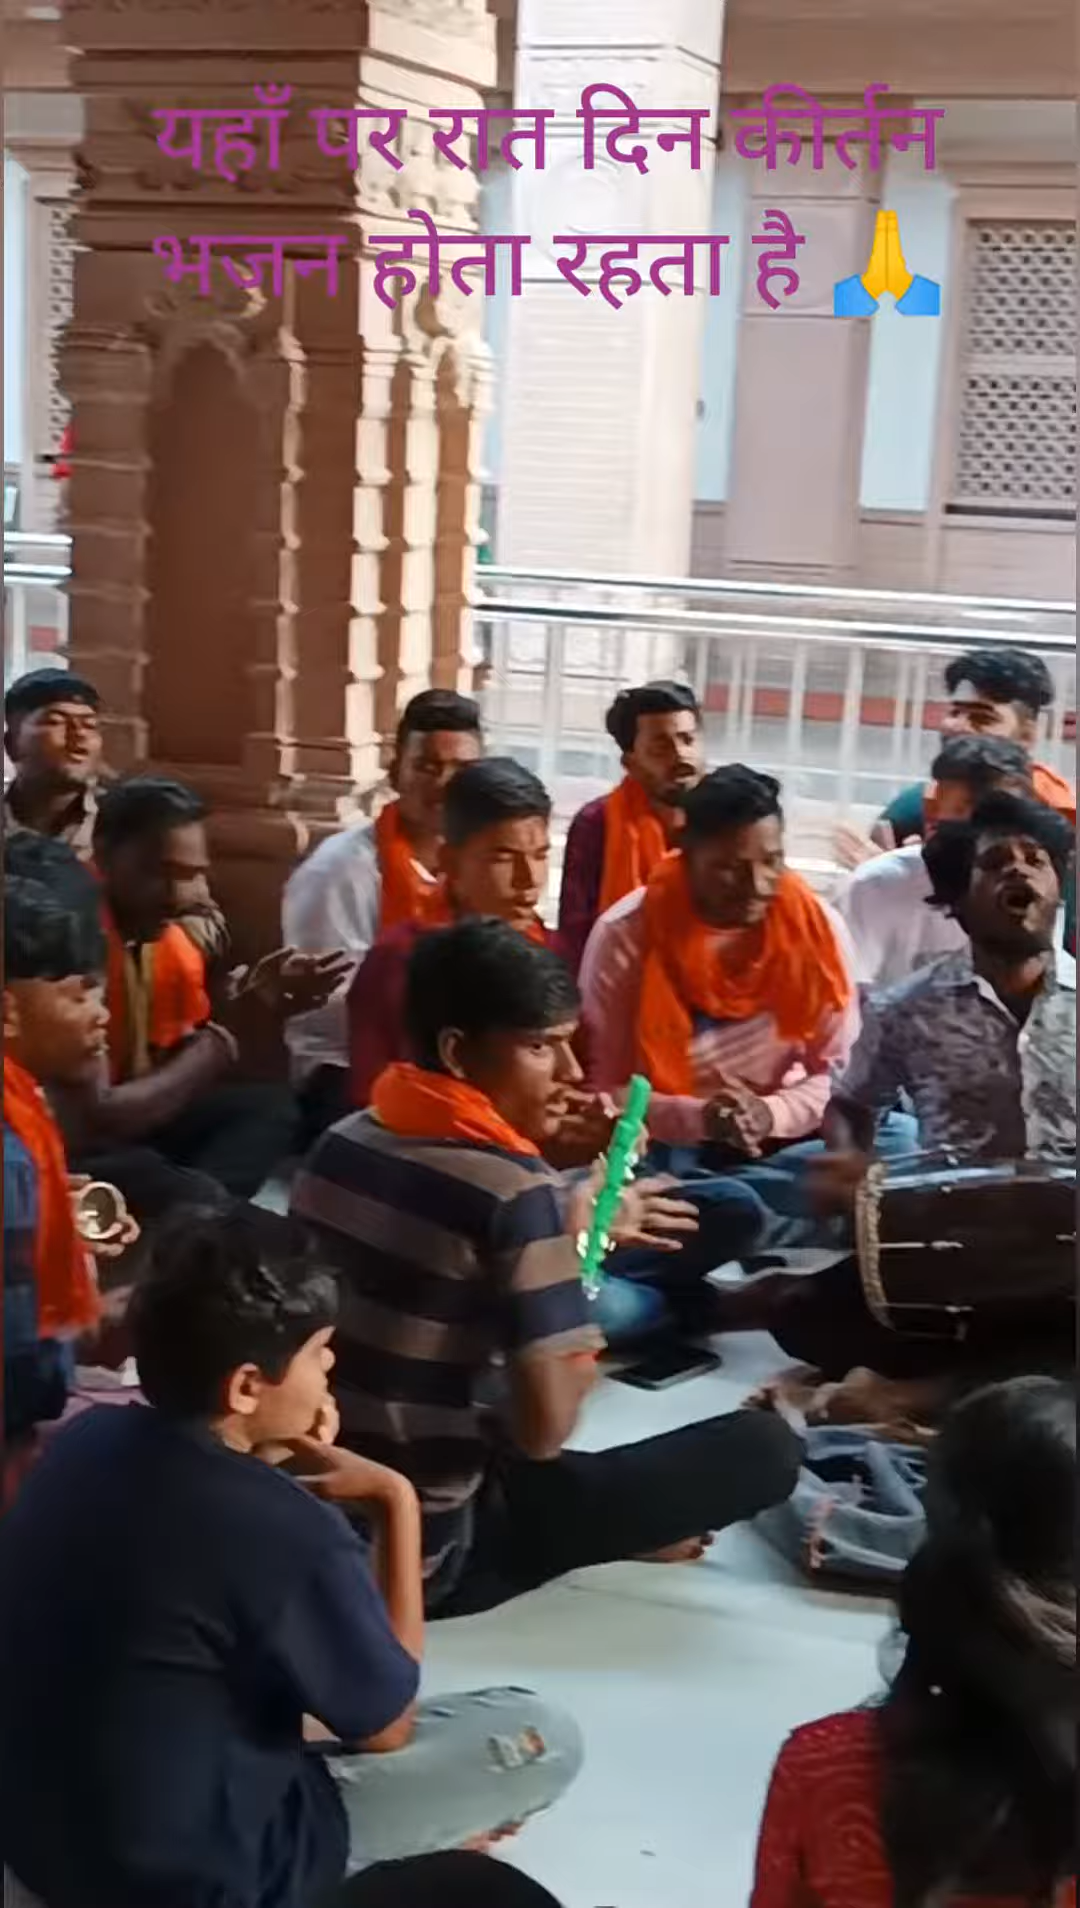 यहाँ पर रात दिन कीर्तन
भजन होता रहता है 🙏